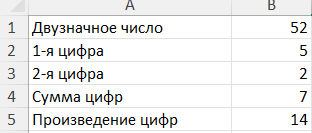 A B
1 Двузначное число 52
2 1-я цифра 5
3 2-я цифра 2
4 Сумма цифр 7
5 Произведение цифр 14